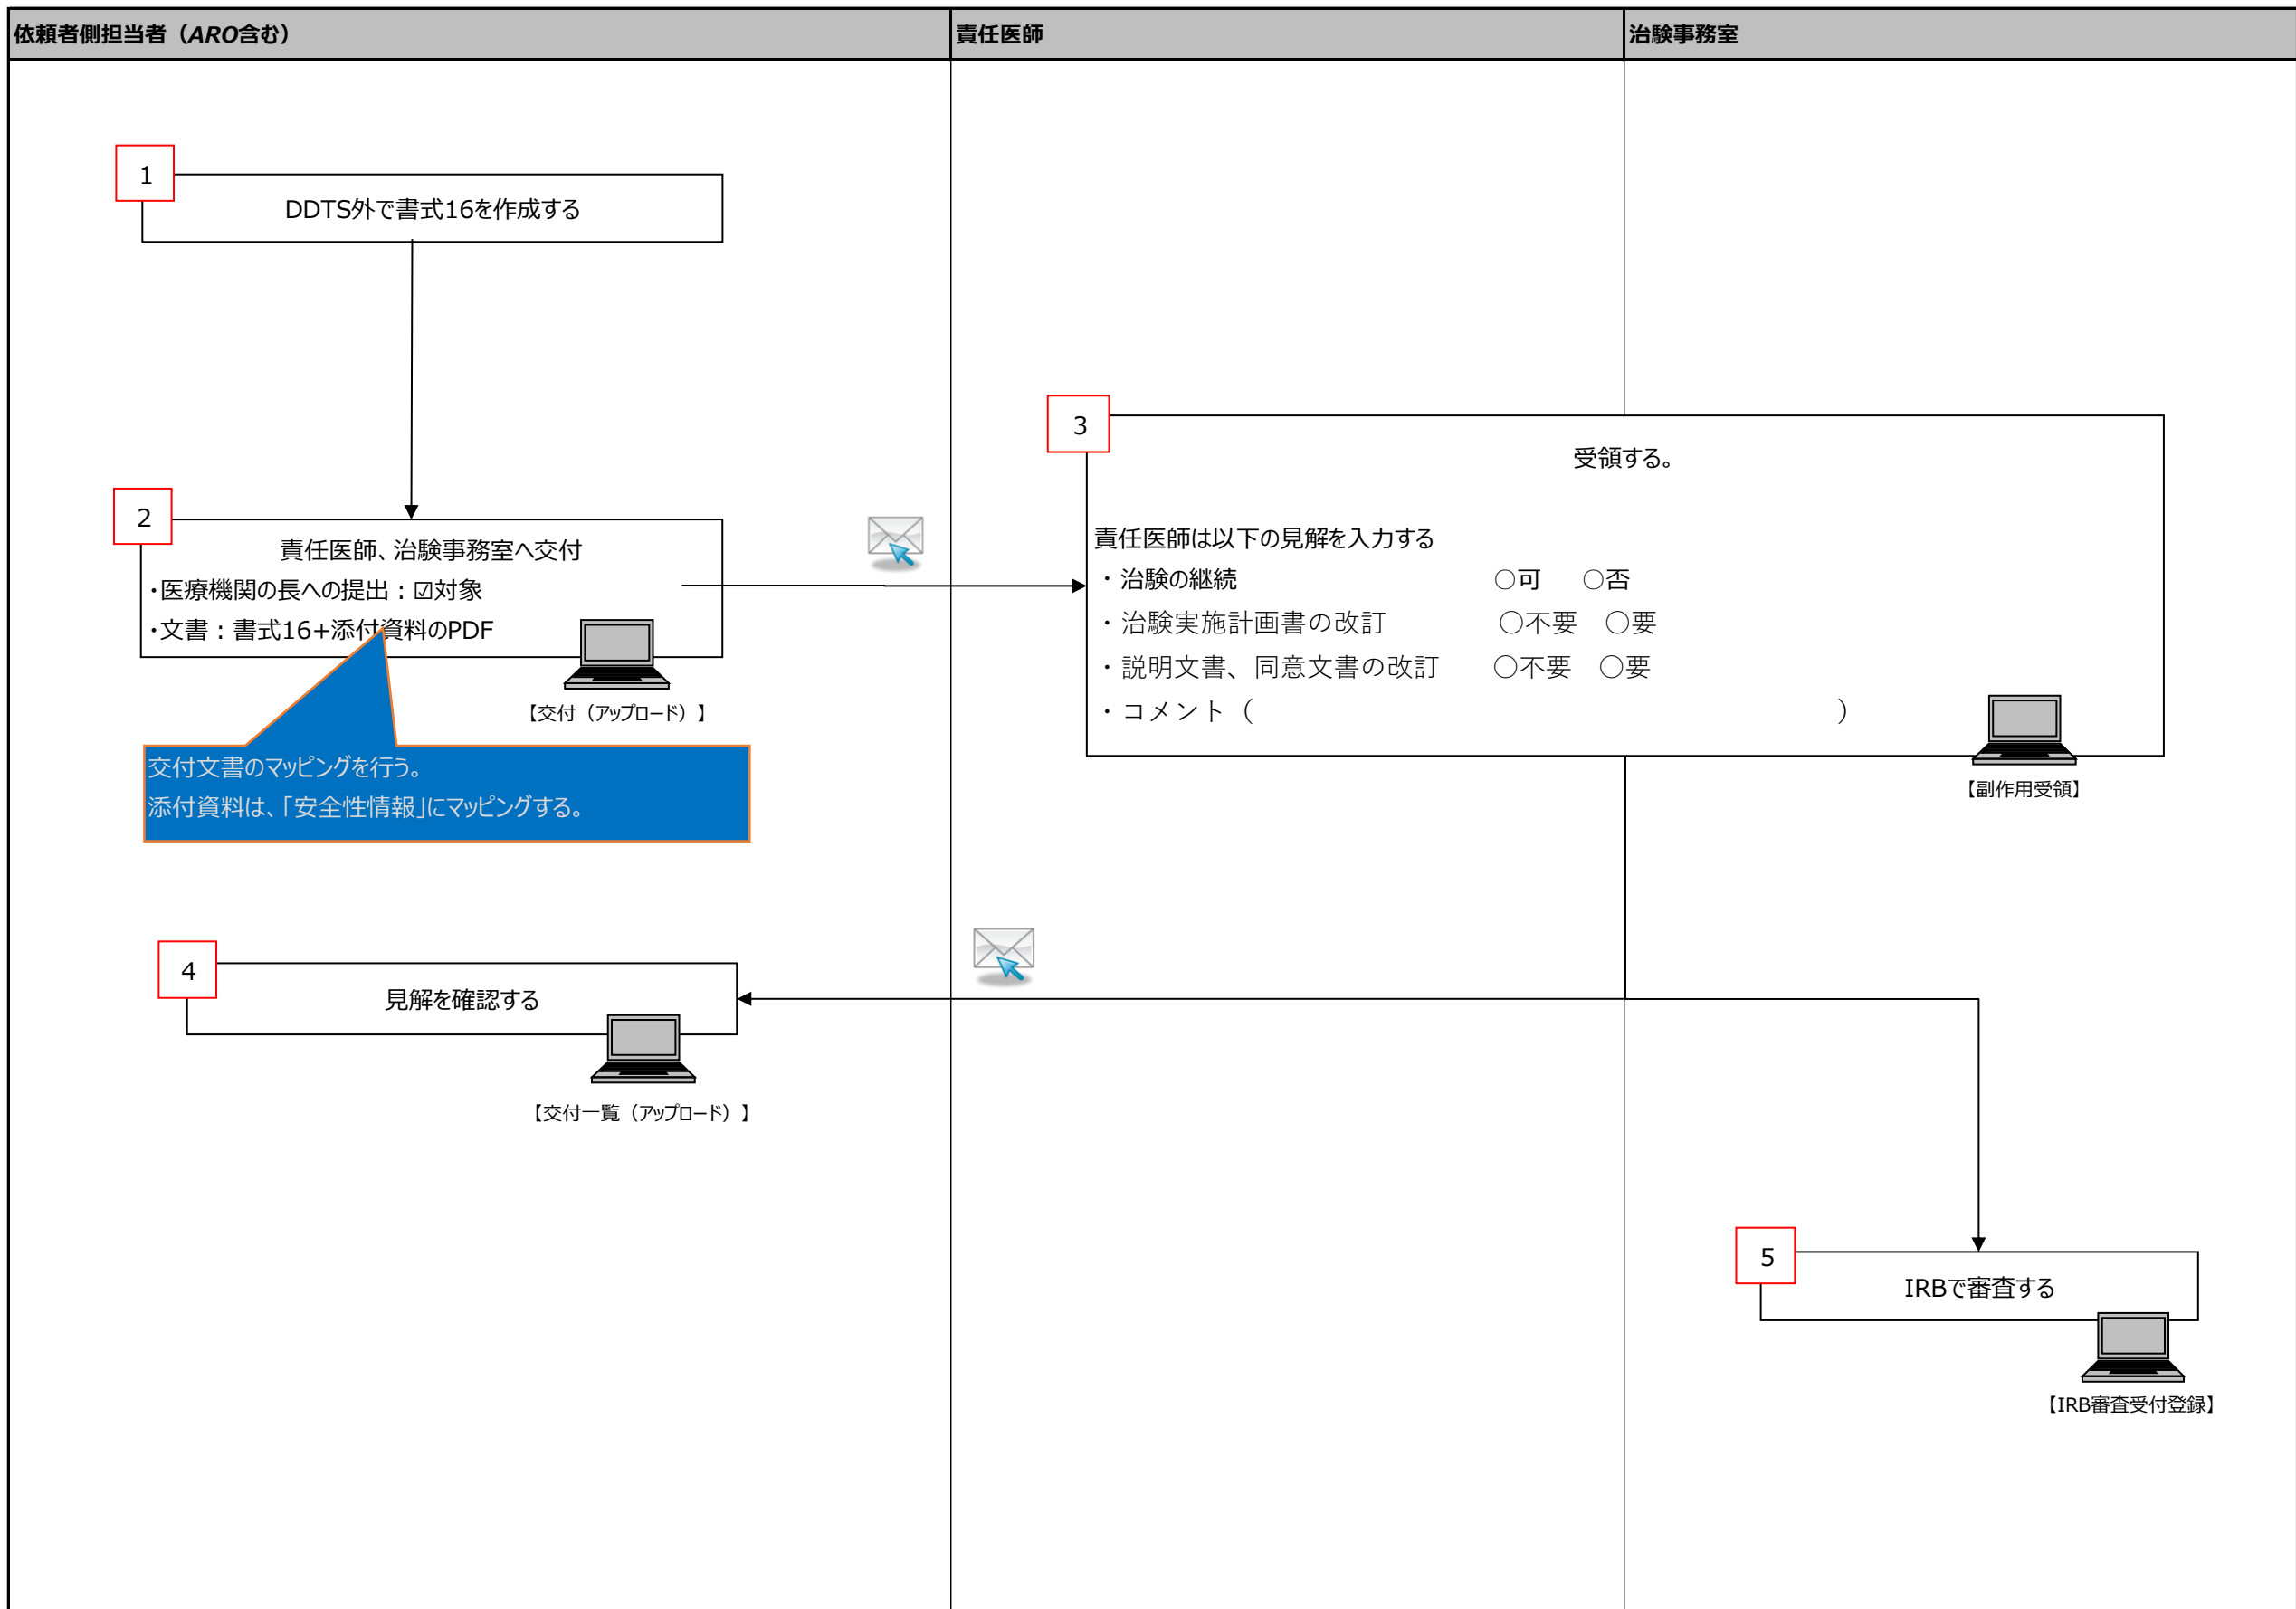 依頼者側担当者（ARO含む）
責任医師
治験事務室
1
DDTS外で書式16を作成する
2
責任医師、治験事務室へ交付
・医療機関の長への提出：☑対象
・文書：書式16+添付資料のPDF
【交付（アップロード）】
交付文書のマッピングを行う。
添付資料は、「安全性情報」にマッピングする。
3
受領する。
責任医師は以下の見解を入力する
・治験の継続　○可　○否
・治験実施計画書の改訂　○不要　○要
・説明文書、同意文書の改訂　○不要　○要
・コメント（　）
【副作用受領】
4
見解を確認する
【交付一覧（アップロード）】
5
IRBで審査する
【IRB審査受付登録】